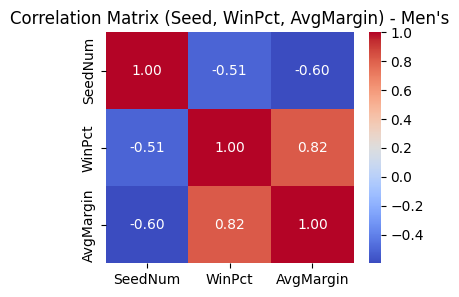 Correlation Matrix (Seed, WinPct, AvgMargin) - Men's
SeedNum
WinPct
AvgMargin
1.00 -0.51 -0.60
-0.51 1.00 0.82
-0.60 0.82 1.00
SeedNum WinPct AvgMargin
1.0
0.8
0.6
0.4
0.2
0.0
−0.2
−0.4